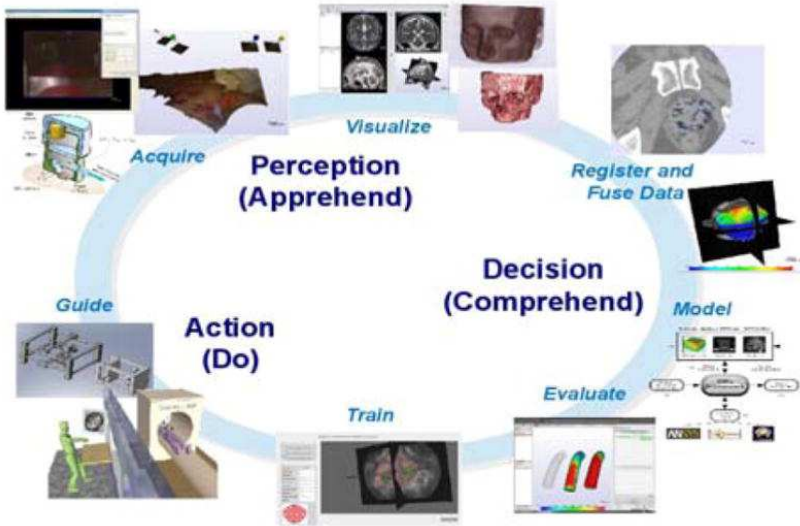 Visualize
Acquire
Perception
(Apprehend)
Register and
Fuse Data
Decision
(Comprehend)
Guide
Model
Action
(Do)
Evaluate
Train